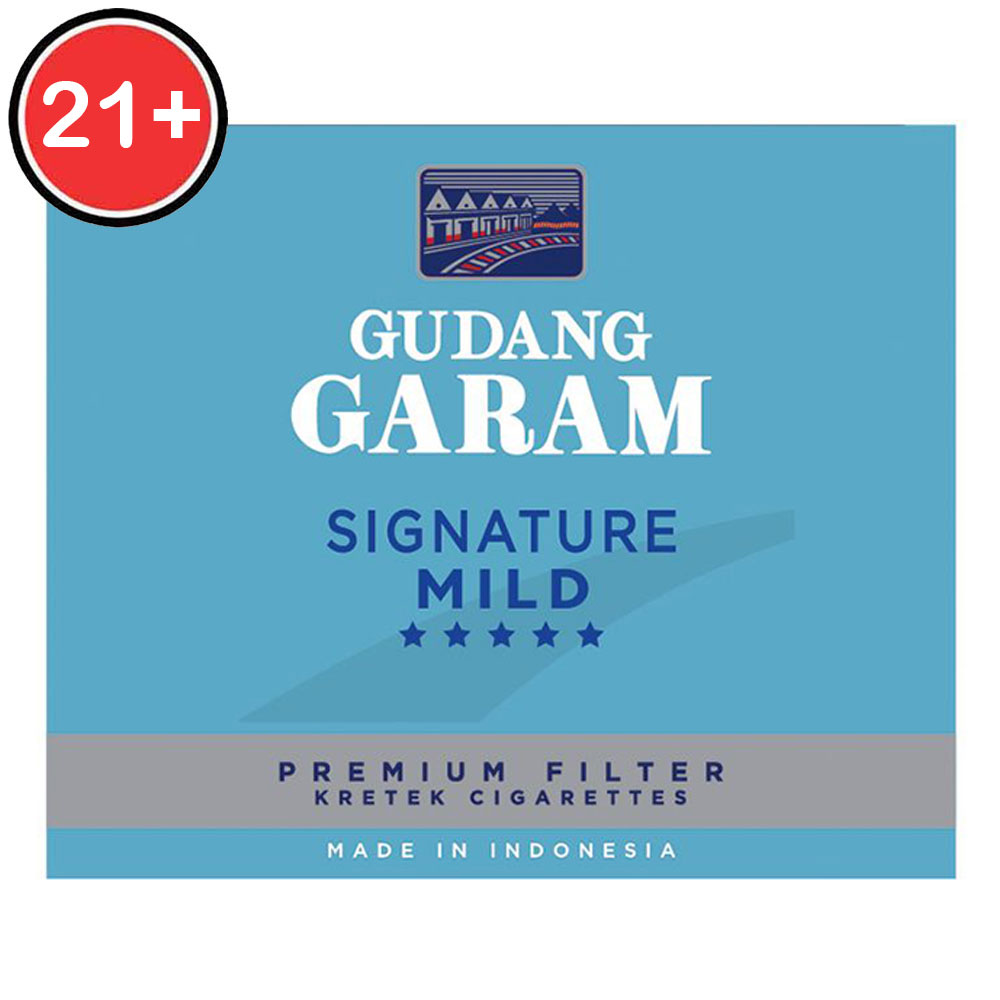 21+
GUDANG
GARAM
SIGNATURE
MILD
PREMIUM FILTER
KRETEK CIGARETTES
MADE IN INDONESIA